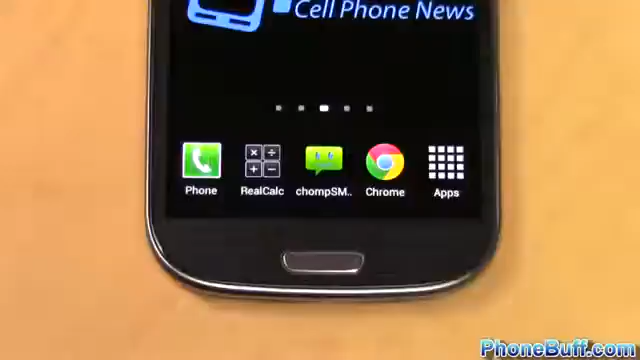 Cell Phone News
Phone
RealCalc
chompSM..
Chrome
Apps
PhoneBuff.com